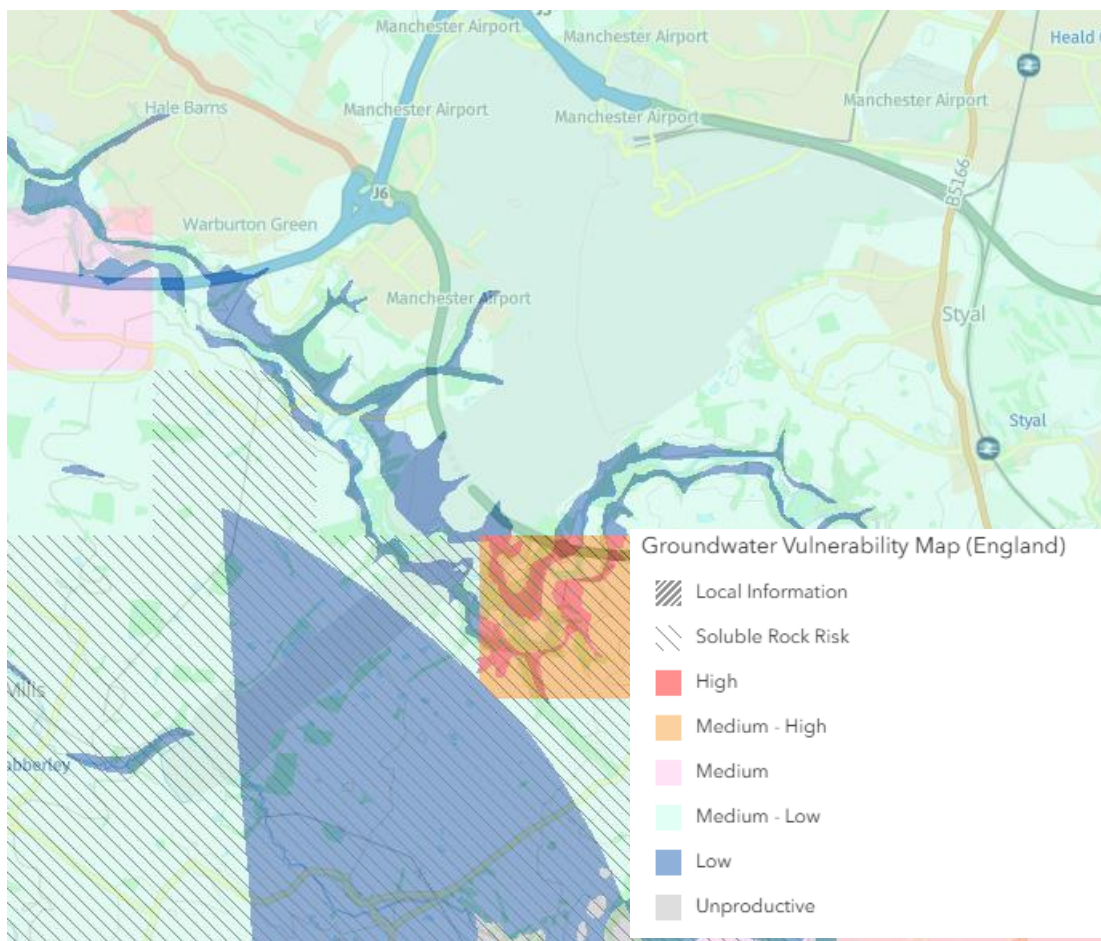 Manchester Airport
Manchester Airport
Heald
Hale Barns
Manchester Airport
Manchester Airport
Manchester Airport
J6
B5166
Warburton Green
Manchester Airport
Styal
Styal
Groundwater Vulnerability Map (England)
Local Information
Soluble Rock Risk
High
Mills
Medium - High
abberley
Medium
Medium - Low
Low
Unproductive